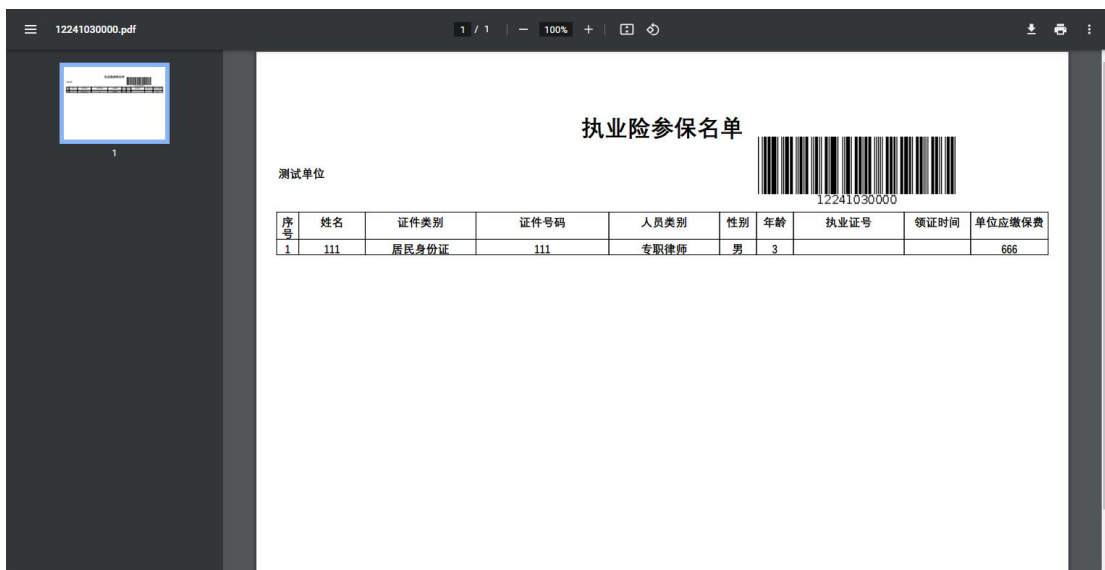 12241030000.pdf
1 / 1 | − 100% +
1
执业险参保名单
测试单位
12241030000
序号 姓名 证件类别 证件号码 人员类别 性别 年龄 执业证号 领证时间 单位应缴保费
1 111 居民身份证 111 专职律师 男 3 666